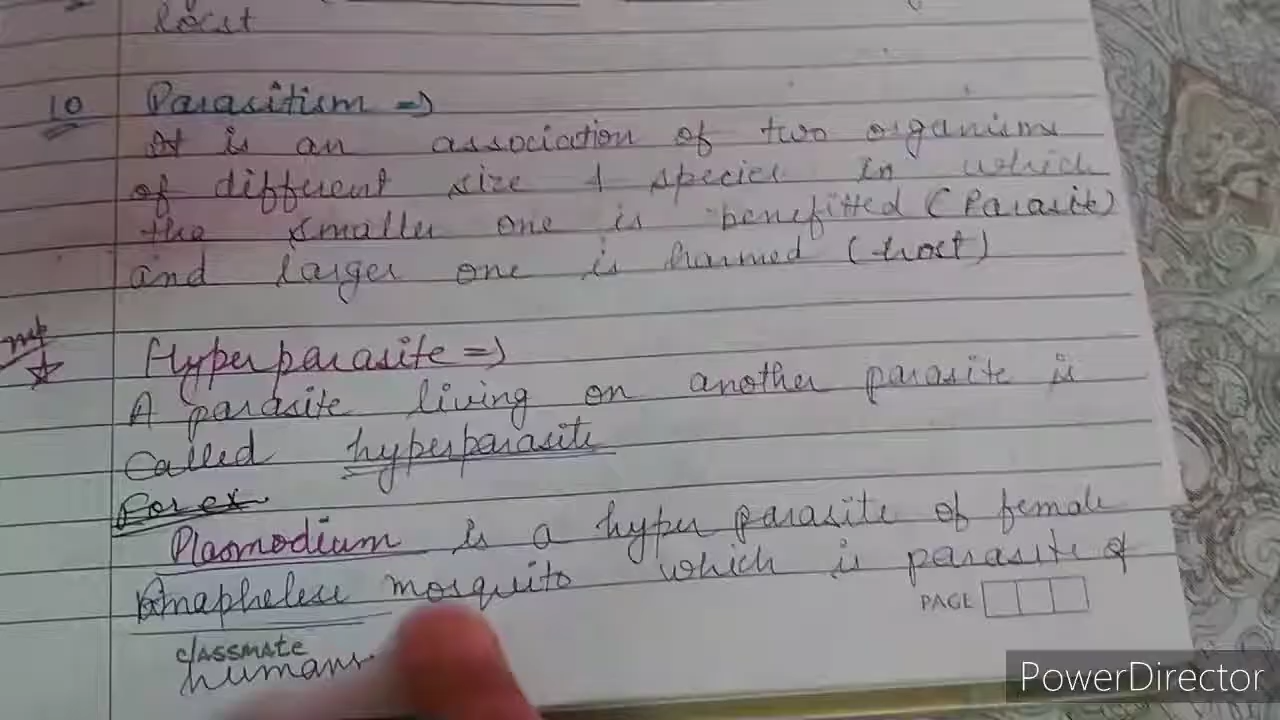 locst
10 Parasitism =>
It is an association of two organisms
of different size & species in which
the smaller one is benefitted (Parasite)
and larger one is harmed (host)
Imp
☆ Hyperparasite =>
A parasite living on another parasite is
Called hyperparasite
For ex
Plasmodium is a hyper parasite of female
Anaphelese mosquito which is parasite of
PAGE
classmate
humans.
PowerDirector